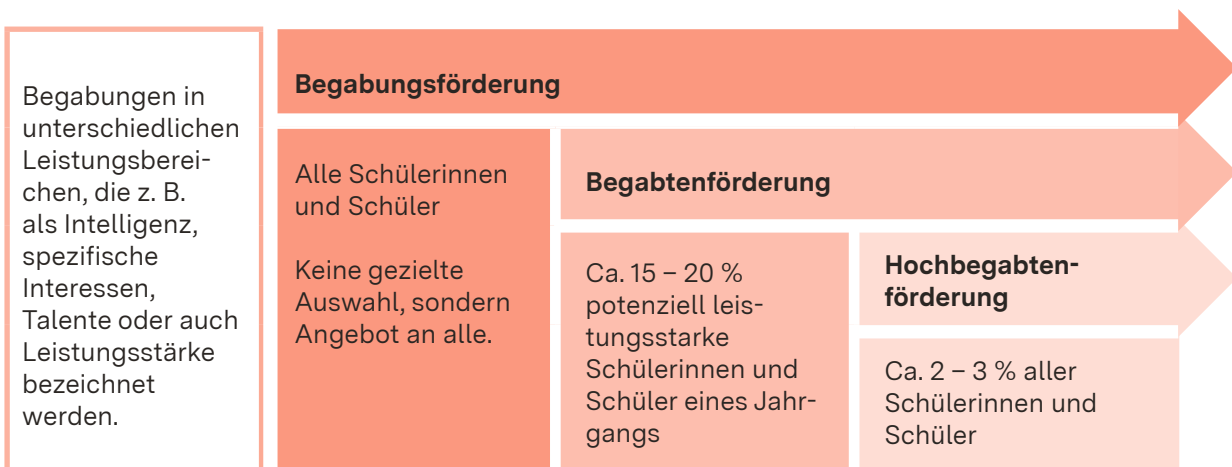 Begabungen in
unterschiedlichen
Leistungsberei-
chen, die z. B.
als Intelligenz,
spezifische
Interessen,
Talente oder auch
Leistungsstärke
bezeichnet
werden.
Begabungsförderung
Alle Schülerinnen
und Schüler
Keine gezielte
Auswahl, sondern
Angebot an alle.
Begabtenförderung
Ca. 15 – 20 %
potenziell leis-
tungsstarke
Schülerinnen und
Schüler eines Jahr-
gangs
Hochbegabten-
förderung
Ca. 2 – 3 % aller
Schülerinnen und
Schüler